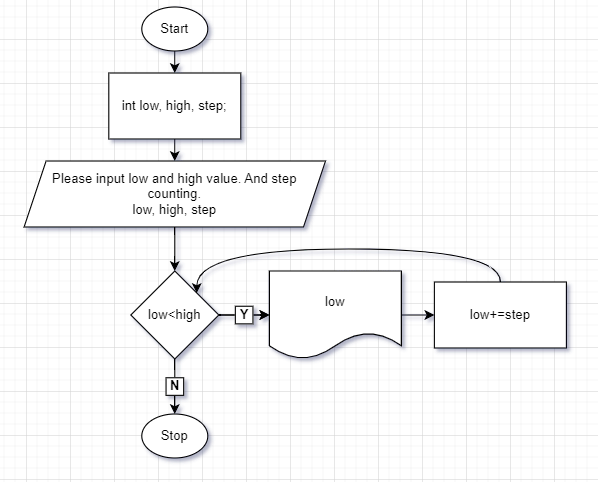 Start
int low, high, step;
Please input low and high value. And step
counting.
low, high, step
low<high
Y
low
low+=step
N
Stop